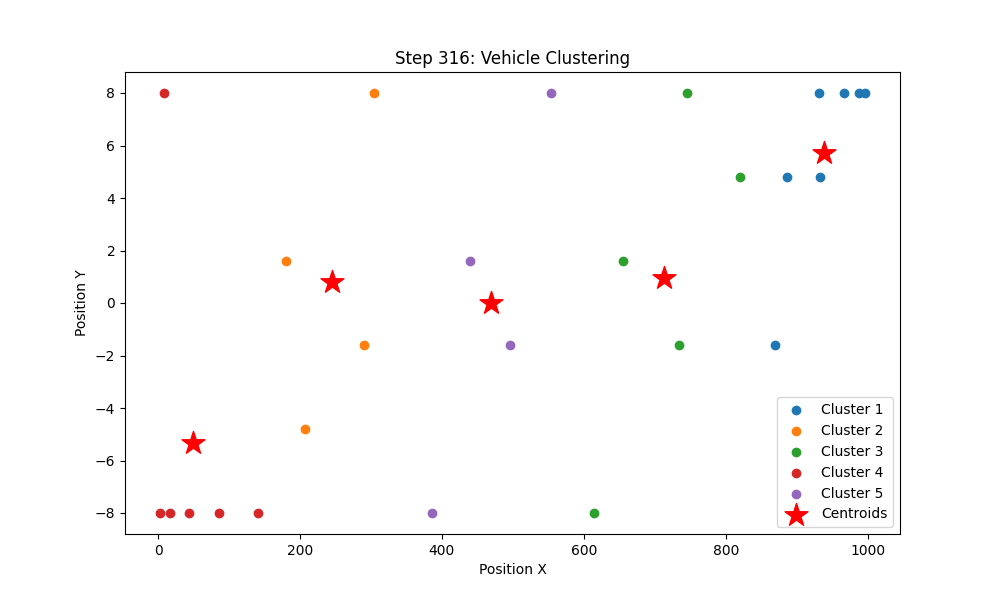 Step 316: Vehicle Clustering
Position Y
8
6
4
2
0
−2
−4
−6
−8
0 200 400 600 800 1000
Position X
Cluster 1
Cluster 2
Cluster 3
Cluster 4
Cluster 5
Centroids